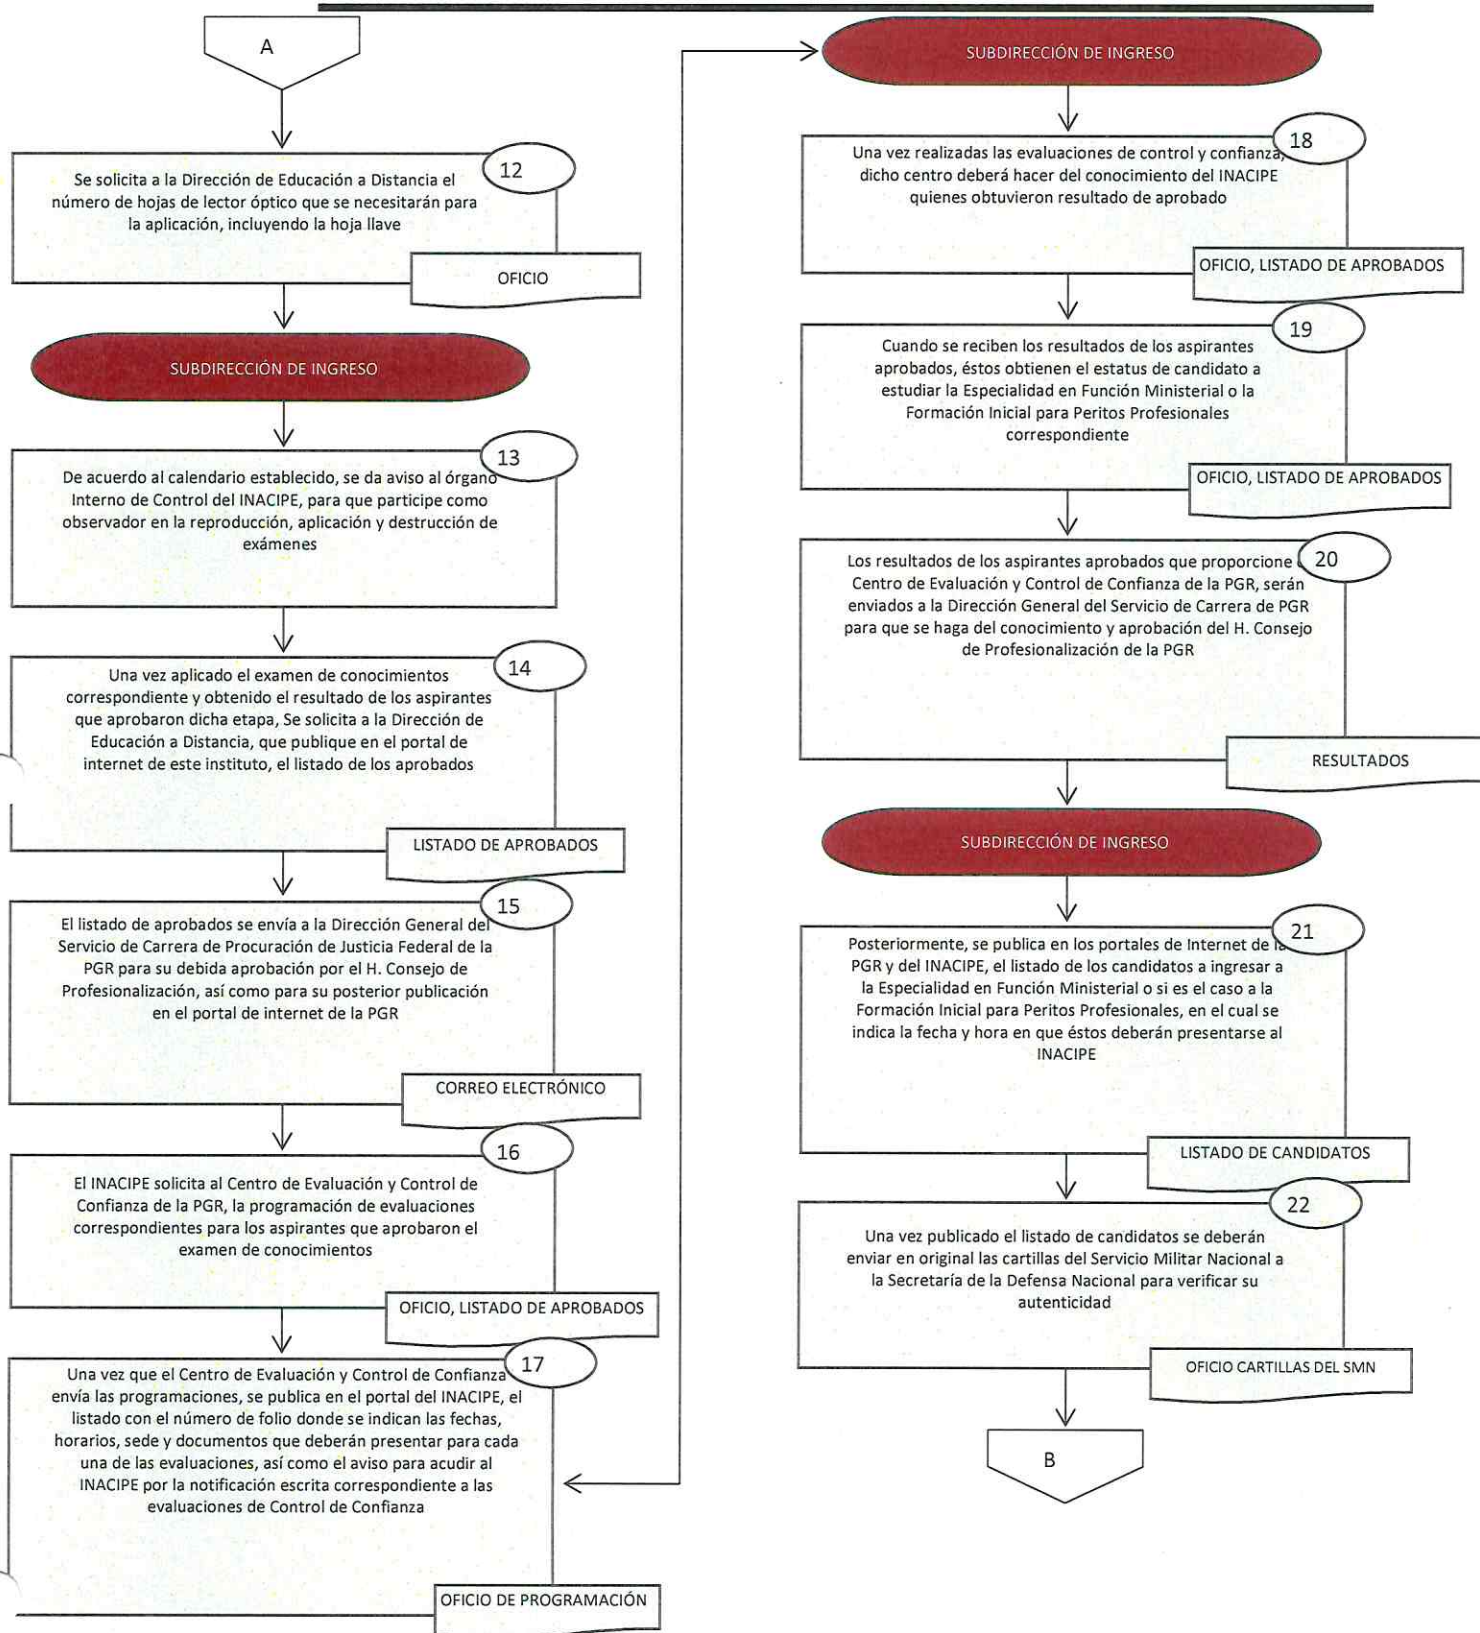 A
12
Se solicita a la Dirección de Educación a Distancia el
número de hojas de lector óptico que se necesitarán para
la aplicación, incluyendo la hoja llave
OFICIO
SUBDIRECCIÓN DE INGRESO
13
De acuerdo al calendario establecido, se da aviso al órgano
Interno de Control del INACIPE, para que participe como
observador en la reproducción, aplicación y destrucción de
exámenes
14
Una vez aplicado el examen de conocimientos
correspondiente y obtenido el resultado de los aspirantes
que aprobaron dicha etapa, Se solicita a la Dirección de
Educación a Distancia, que publique en el portal de
internet de este instituto, el listado de los aprobados
LISTADO DE APROBADOS
15
El listado de aprobados se envía a la Dirección General del
Servicio de Carrera de Procuración de Justicia Federal de la
PGR para su debida aprobación por el H. Consejo de
Profesionalización, así como para su posterior publicación
en el portal de internet de la PGR
CORREO ELECTRÓNICO
16
El INACIPE solicita al Centro de Evaluación y Control de
Confianza de la PGR, la programación de evaluaciones
correspondientes para los aspirantes que aprobaron el
examen de conocimientos
OFICIO, LISTADO DE APROBADOS
17
Una vez que el Centro de Evaluación y Control de Confianza
envía las programaciones, se publica en el portal del INACIPE, el
listado con el número de folio donde se indican las fechas,
horarios, sede y documentos que deberán presentar para cada
una de las evaluaciones, así como el aviso para acudir al
INACIPE por la notificación escrita correspondiente a las
evaluaciones de Control de Confianza
OFICIO DE PROGRAMACIÓN
SUBDIRECCIÓN DE INGRESO
18
Una vez realizadas las evaluaciones de control y confianza,
dicho centro deberá hacer del conocimiento del INACIPE
quienes obtuvieron resultado de aprobado
OFICIO, LISTADO DE APROBADOS
19
Cuando se reciben los resultados de los aspirantes
aprobados, éstos obtienen el estatus de candidato a
estudiar la Especialidad en Función Ministerial o la
Formación Inicial para Peritos Profesionales
correspondiente
OFICIO, LISTADO DE APROBADOS
20
Los resultados de los aspirantes aprobados que proporcione
Centro de Evaluación y Control de Confianza de la PGR, serán
enviados a la Dirección General del Servicio de Carrera de PGR
para que se haga del conocimiento y aprobación del H. Consejo
de Profesionalización de la PGR
RESULTADOS
SUBDIRECCIÓN DE INGRESO
21
Posteriormente, se publica en los portales de Internet de la
PGR y del INACIPE, el listado de los candidatos a ingresar a
la Especialidad en Función Ministerial o si es el caso a la
Formación Inicial para Peritos Profesionales, en el cual se
indica la fecha y hora en que éstos deberán presentarse al
INACIPE
LISTADO DE CANDIDATOS
22
Una vez publicado el listado de candidatos se deberán
enviar en original las cartillas del Servicio Militar Nacional a
la Secretaría de la Defensa Nacional para verificar su
autenticidad
OFICIO CARTILLAS DEL SMN
B